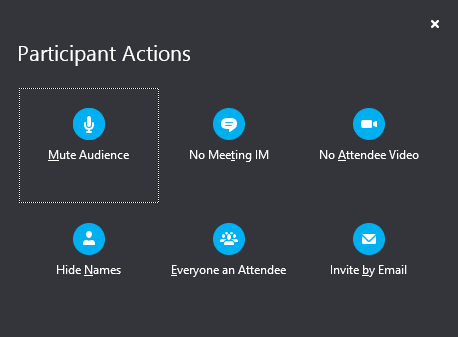 Participant Actions
Mute Audience
No Meeting IM
No Attendee Video
Hide Names
Everyone an Attendee
Invite by Email